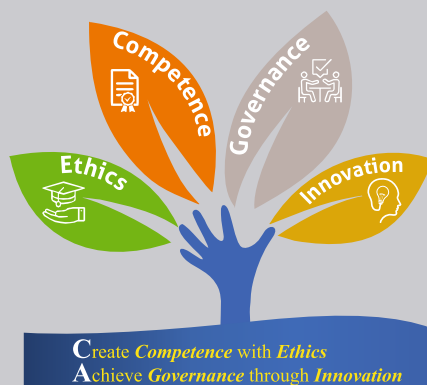 Competence
Governance
Ethics
Innovation
Create Competence with Ethics
Achieve Governance through Innovation